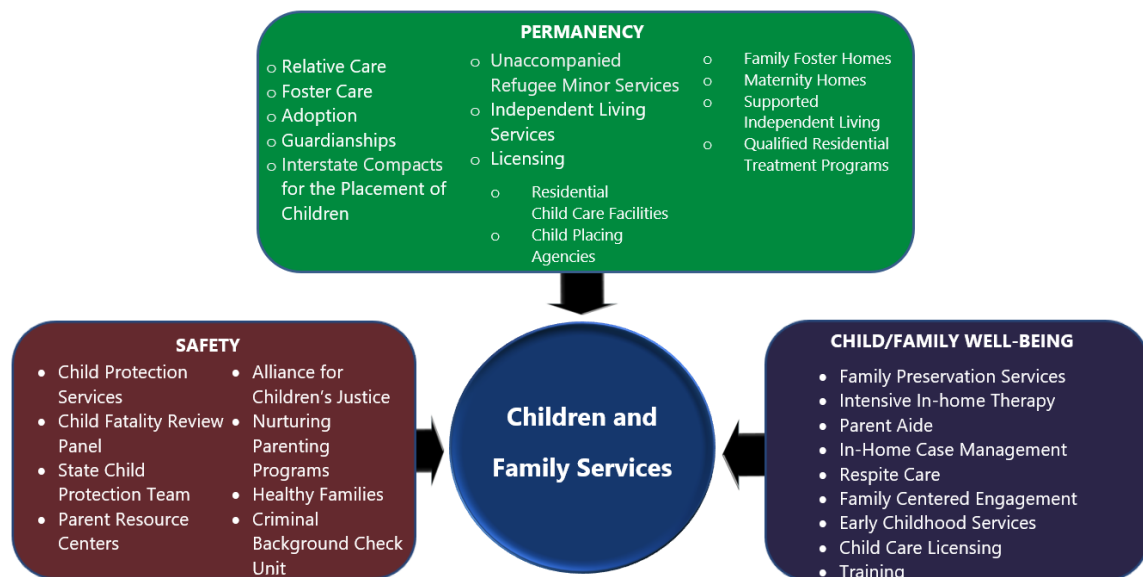 PERMANENCY
o Relative Care
o Foster Care
o Adoption
o Guardianships
o Interstate Compacts
for the Placement of
Children
o Unaccompanied
Refugee Minor Services
o Independent Living
Services
o Licensing
o Residential
Child Care Facilities
o Child Placing
Agencies
o Family Foster Homes
o Maternity Homes
o Supported
Independent Living
o Qualified Residential
Treatment Programs
SAFETY
• Child Protection
Services
• Child Fatality Review
Panel
• State Child
Protection Team
• Parent Resource
Centers
• Alliance for
Children's Justice
• Nurturing
Parenting
Programs
• Healthy Families
• Criminal
Background Check
Unit
Children and
Family Services
CHILD/FAMILY WELL-BEING
• Family Preservation Services
• Intensive In-home Therapy
• Parent Aide
• In-Home Case Management
• Respite Care
• Family Centered Engagement
• Early Childhood Services
• Child Care Licensing
• Training